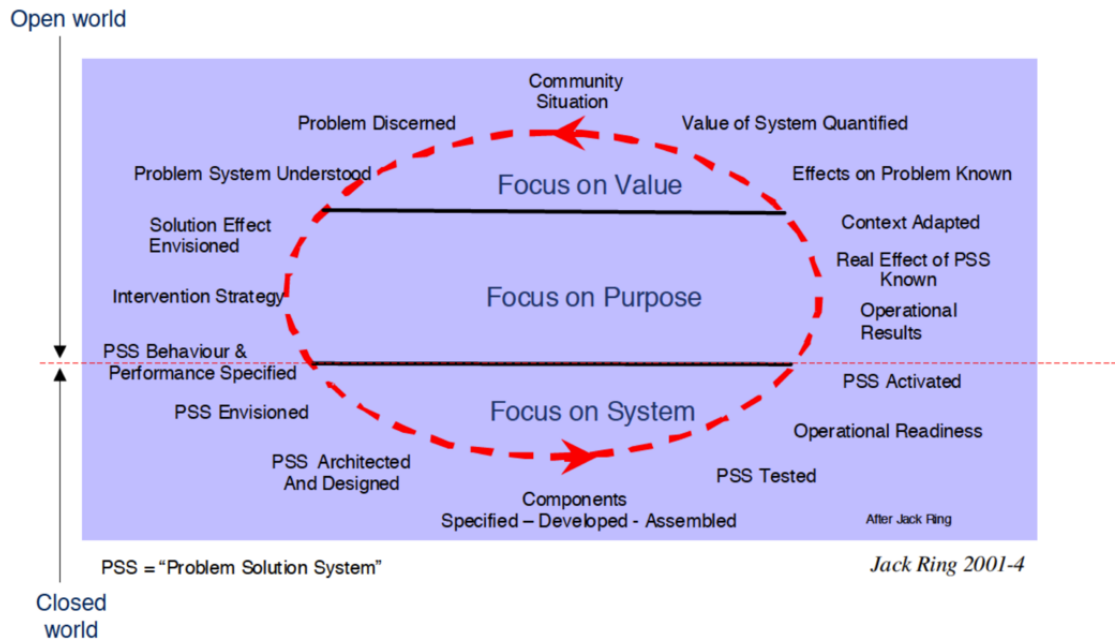 Open world
Community
Situation
Problem Discerned
Value of System Quantified
Problem System Understood
Focus on Value
Effects on Problem Known
Solution Effect
Envisioned
Context Adapted
Real Effect of PSS
Known
Intervention Strategy
Focus on Purpose
Operational
Results
PSS Behaviour &
Performance Specified
PSS Activated
PSS Envisioned
Focus on System
Operational Readiness
PSS Architected
And Designed
PSS Tested
Components
Specified – Developed - Assembled
After Jack Ring
PSS = “Problem Solution System”
Jack Ring 2001-4
Closed
world